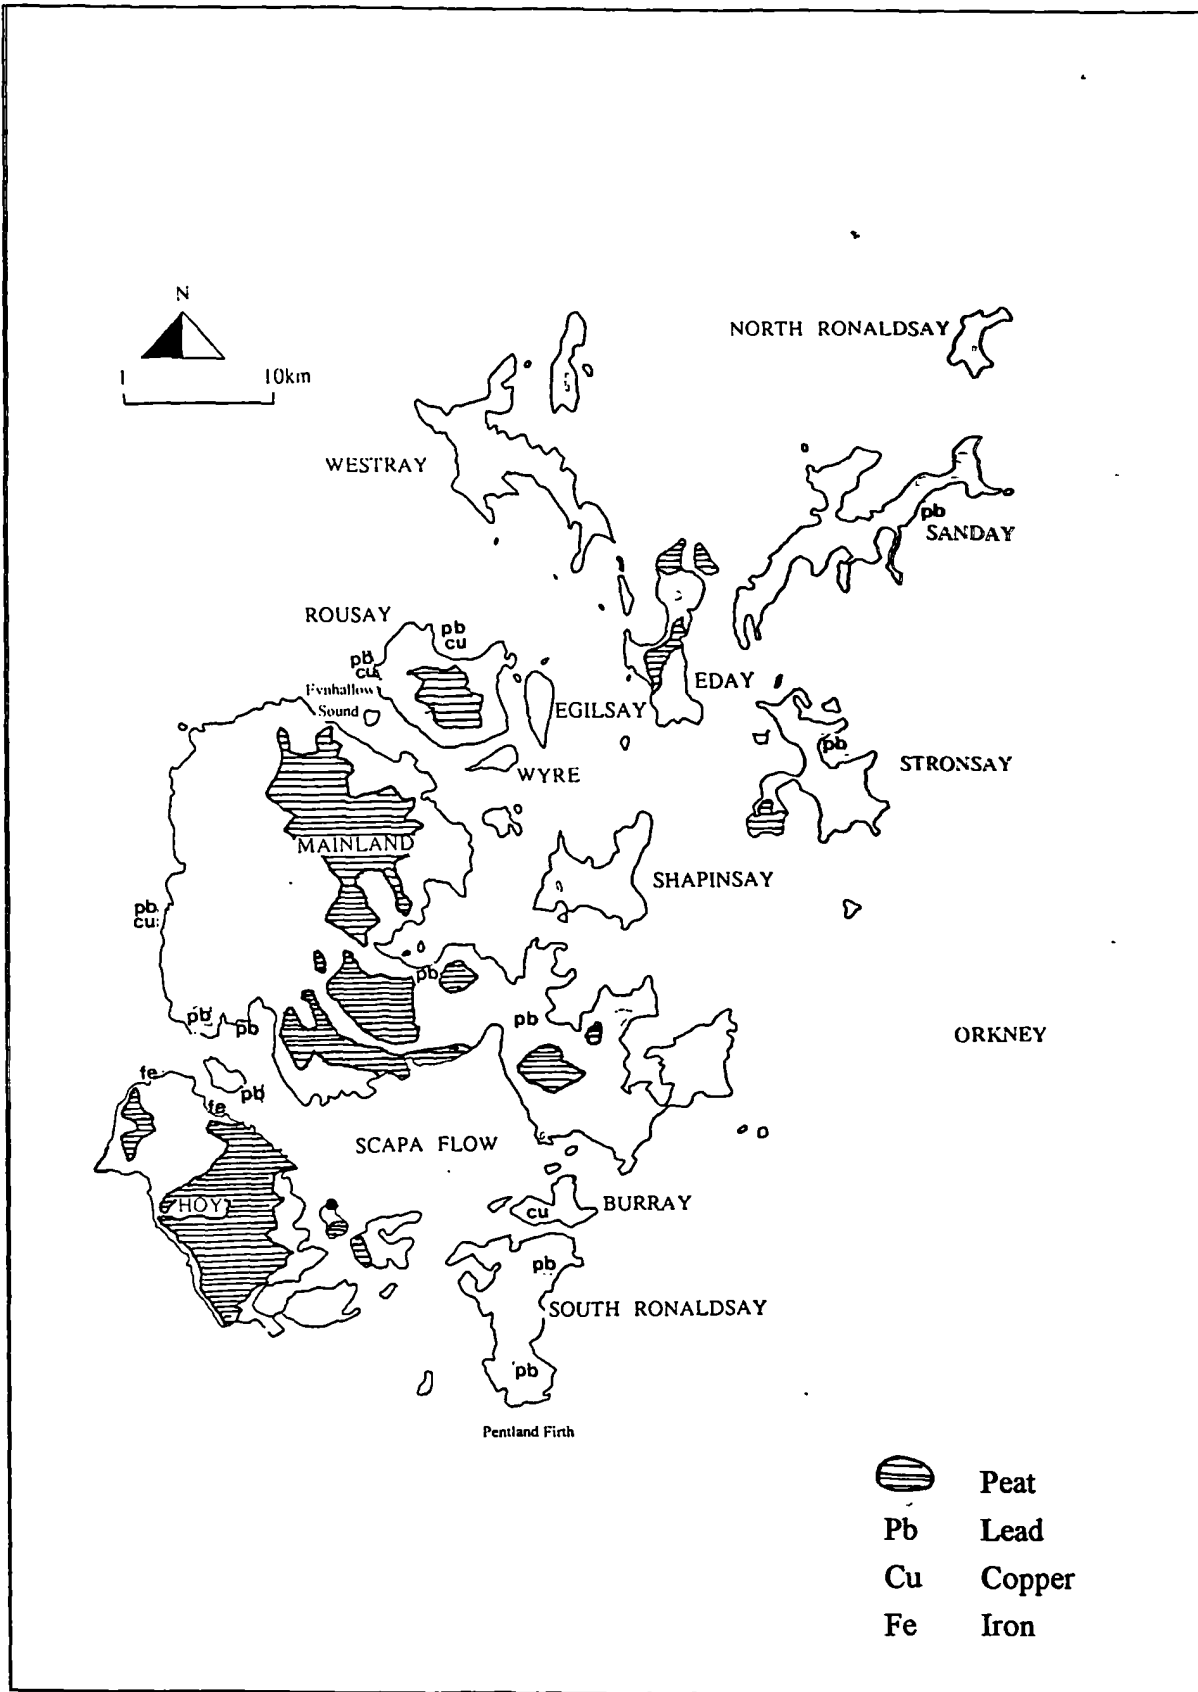 N
1 10km
NORTH RONALDSAY
WESTRAY
pb
SANDAY
ROUSAY
pb
cu
pb
cu
Eynhallow
Sound
EDAY
EGILSAY
WYRE
pb
STRONSAY
MAINLAND
SHAPINSAY
pb
cu
pb
pb
pb
pb
ORKNEY
fe
fe
pb
SCAPA FLOW
HOY
cu
BURRAY
pb
SOUTH RONALDSAY
pb
Pentland Firth
Peat
Pb Lead
Cu Copper
Fe Iron